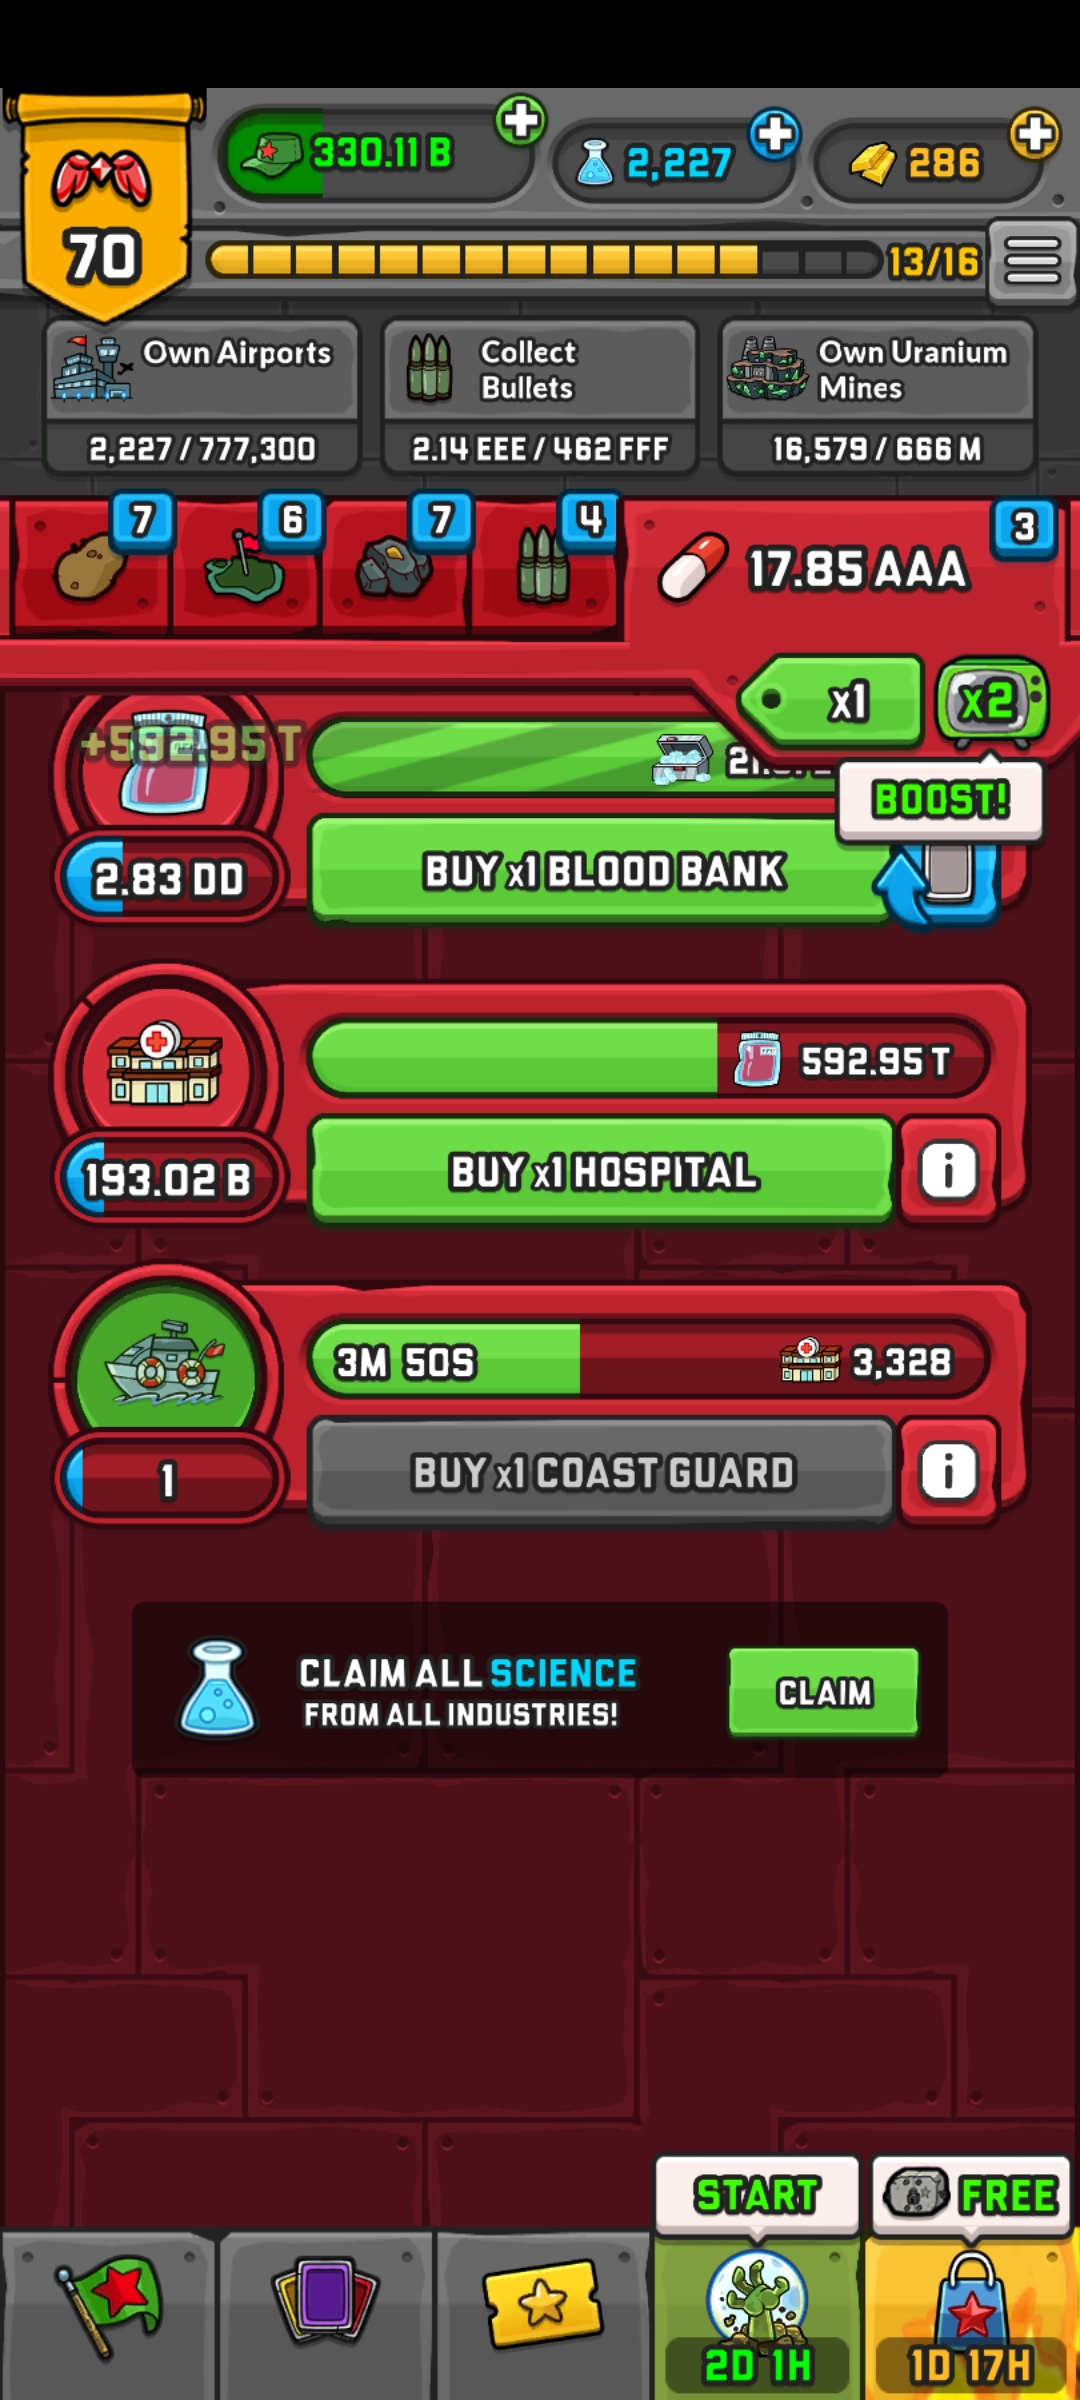 330.11 B
2,227
286
70
13/16
Own Airports
2,227 / 777,300
Collect
Bullets
2.14 EEE / 462 FFF
Own Uranium
Mines
16,579 / 666 M
7
6
7
4
3
17.85 AAA
x1
x2
BOOST!
+592.95 T
2.83 DD
BUY x1 BLOOD BANK
592.95 T
193.02 B
BUY x1 HOSPITAL
i
3M 50S
3,328
1
BUY x1 COAST GUARD
i
CLAIM ALL SCIENCE
FROM ALL INDUSTRIES!
CLAIM
START
FREE
2D 1H
1D 17H